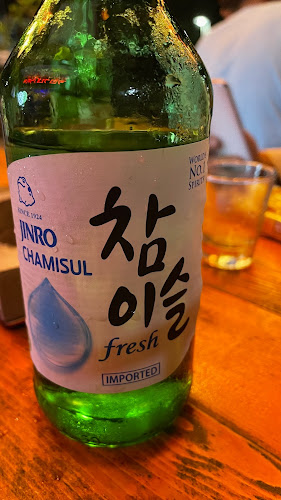 SINCE 1924
JINRO
CHAMISUL
WORLD'S
NO.1
SPIRIT
참
이슬
fresh
IMPORTED